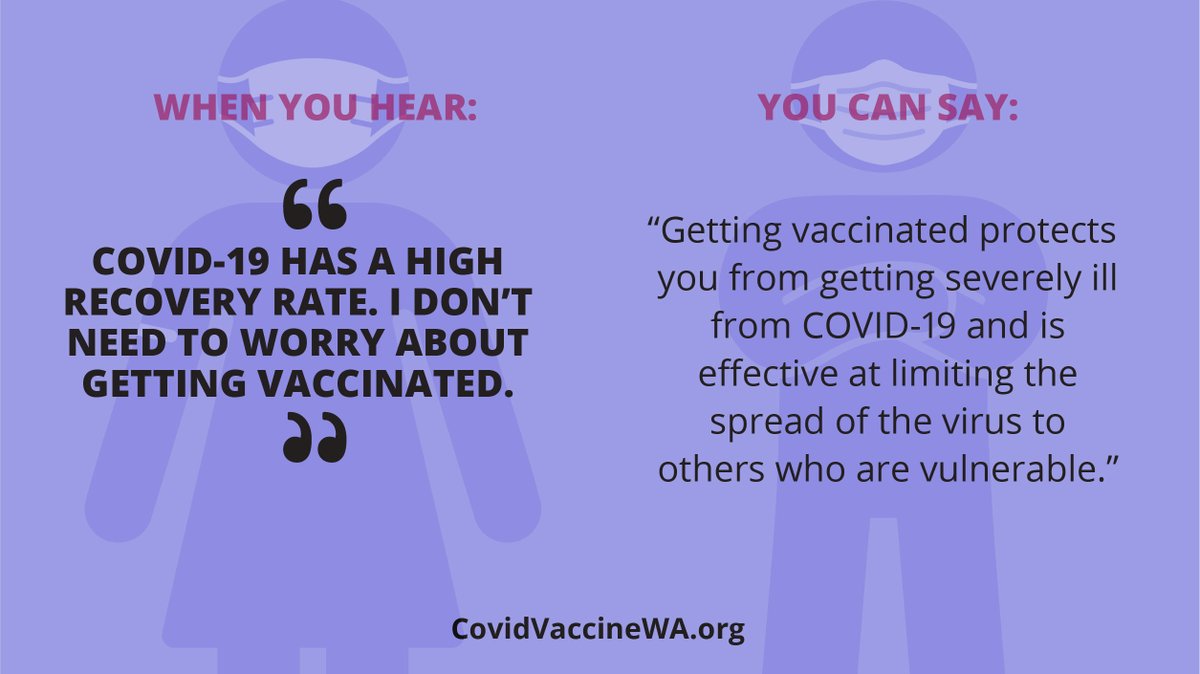 WHEN YOU HEAR:
“
COVID-19 HAS A HIGH
RECOVERY RATE. I DON’T
NEED TO WORRY ABOUT
GETTING VACCINATED.
”
YOU CAN SAY:
“Getting vaccinated protects
you from getting severely ill
from COVID-19 and is
effective at limiting the
spread of the virus to
others who are vulnerable.”
CovidVaccineWA.org